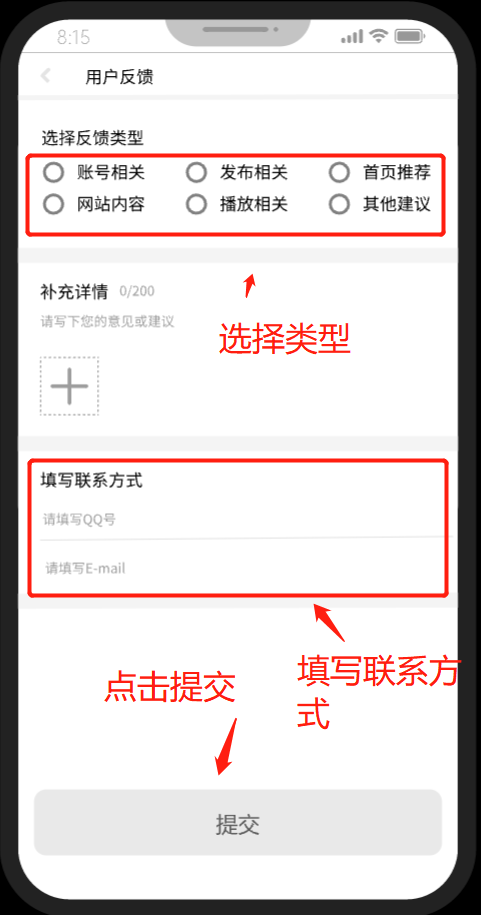 8:15
用户反馈
选择反馈类型
账号相关 发布相关 首页推荐
网站内容 播放相关 其他建议
补充详情 0/200
请写下您的意见或建议
选择类型
填写联系方式
请填写QQ号
请填写E-mail
填写联系方
式
点击提交
提交